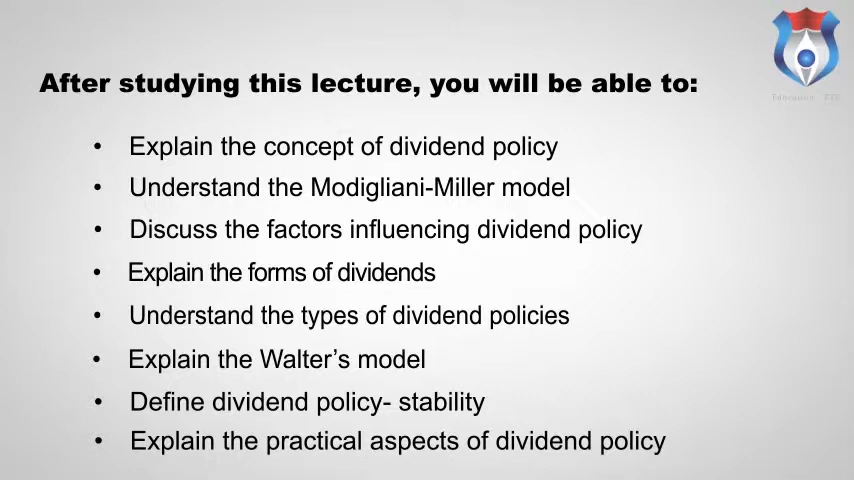 After studying this lecture, you will be able to:
• Explain the concept of dividend policy
• Understand the Modigliani-Miller model
• Discuss the factors influencing dividend policy
• Explain the forms of dividends
• Understand the types of dividend policies
• Explain the Walter's model
• Define dividend policy- stability
• Explain the practical aspects of dividend policy